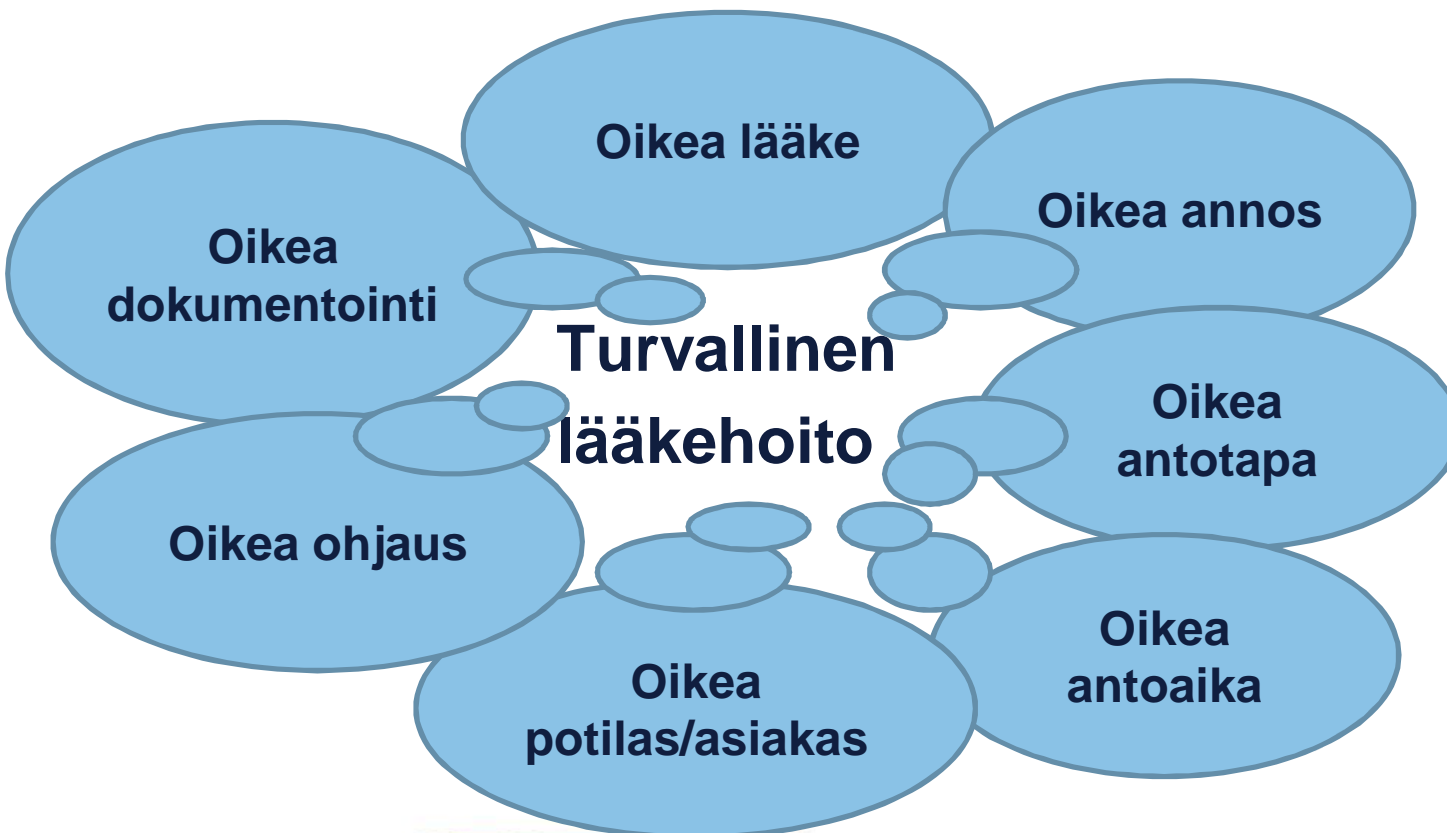 Oikea lääke
Oikea annos
Oikea
dokumentointi
Turvallinen
lääkehoito
Oikea
antotapa
Oikea ohjaus
Oikea
antoaika
Oikea
potilas/asiakas